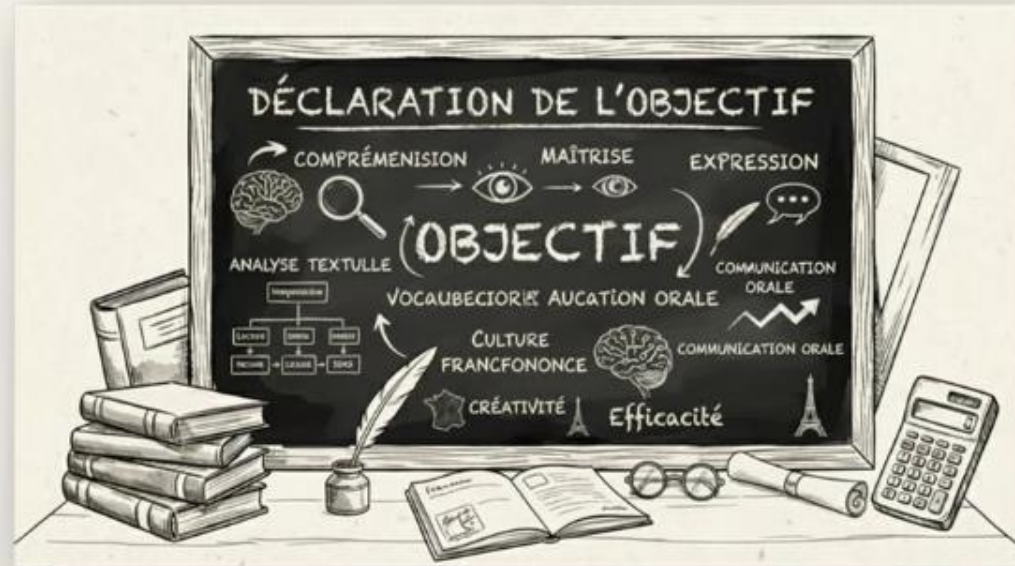 DÉCLARATION DE L'OBJECTIF
COMPRÉMENISION
MAÎTRISE
EXPRESSION
OBJECTIF
ANALYSE TEXTULLE
COMMUNICATION
ORALE
AUCATION ORALE
CULTURE
FRANCFONONCE
COMMUNICATION ORALE
CRÉATIVITÉ
Efficacité